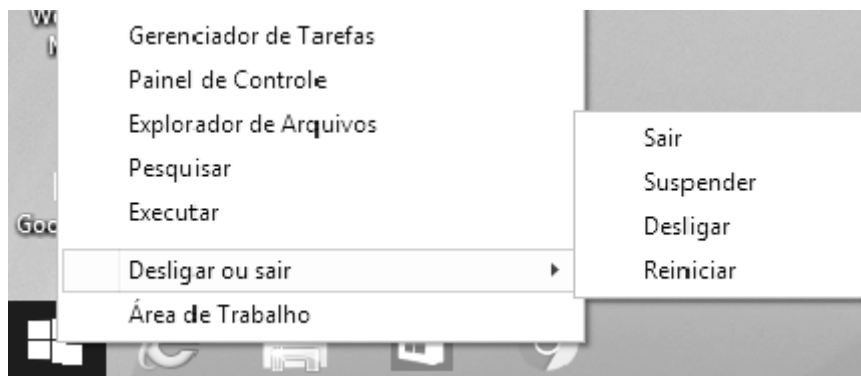 Gerenciador de Tarefas
Painel de Controle
Explorador de Arquivos
Pesquisar
Executar
Desligar ou sair
Área de Trabalho
Sair
Suspender
Desligar
Reiniciar